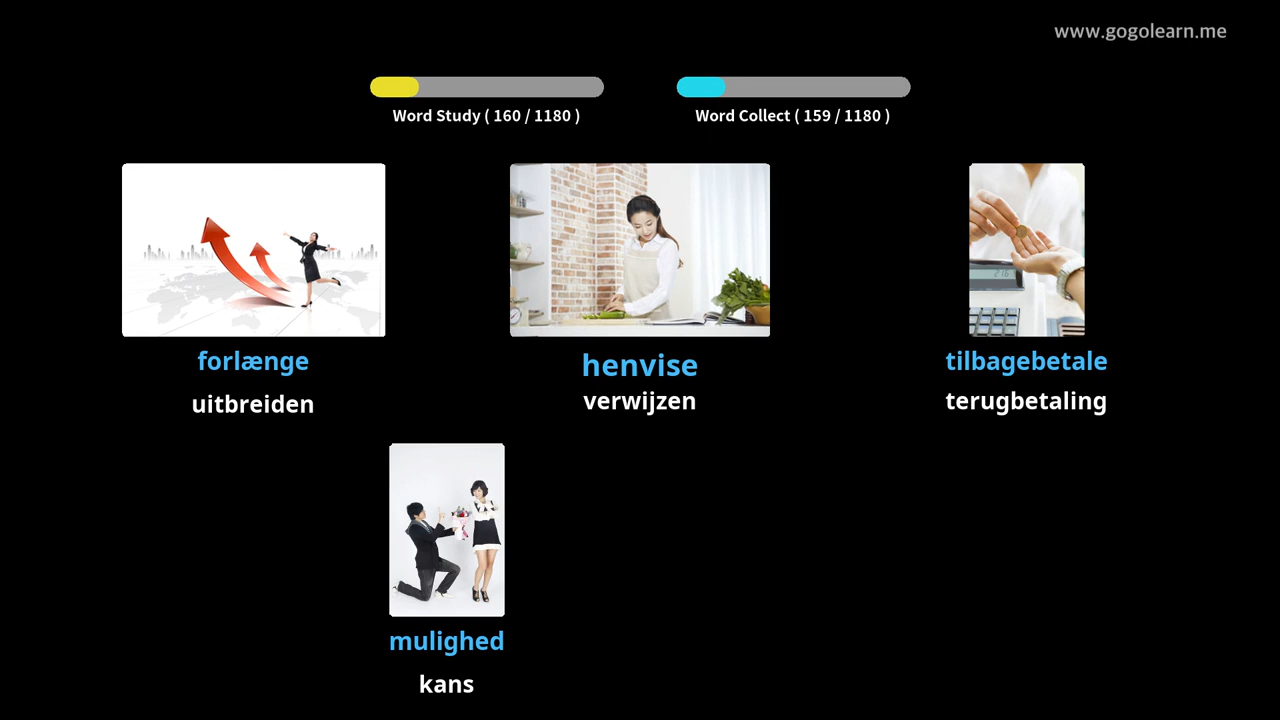 www.gogolearn.me
Word Study ( 160 / 1180 )
Word Collect ( 159 / 1180 )
forlænge
henvise
tilbagebetale
uitbreiden
verwijzen
terugbetaling
mulighed
kans